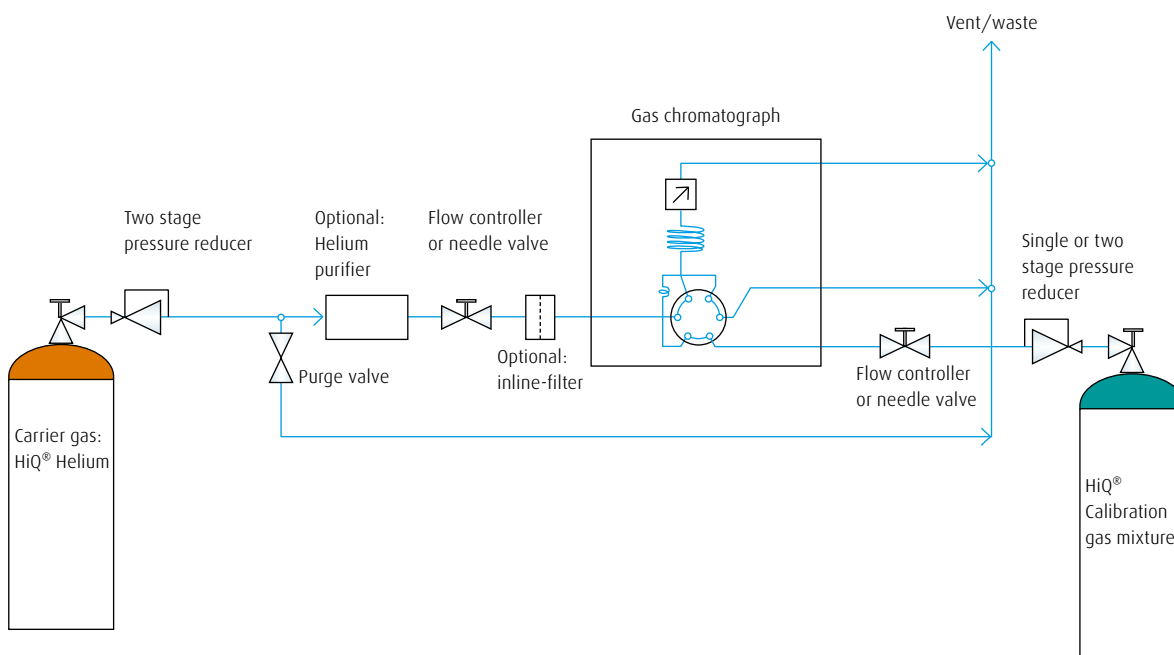 Vent/waste
Gas chromatograph
Two stage
pressure reducer
Optional:
Helium
purifier
Flow controller
or needle valve
Single or two
stage pressure
reducer
Purge valve
Optional:
inline-filter
Flow controller
or needle valve
Carrier gas:
HiQ® Helium
HiQ®
Calibration
gas mixture